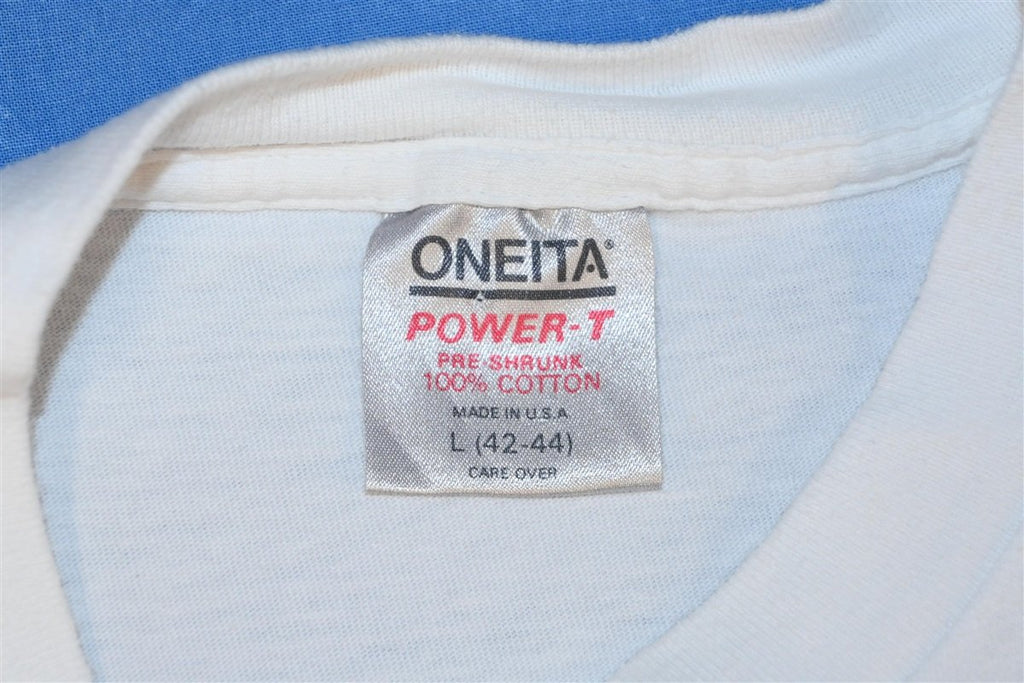 ONEITA®
POWER-T
PRE-SHRUNK
100% COTTON
MADE IN U.S.A
L (42-44)
CARE OVER